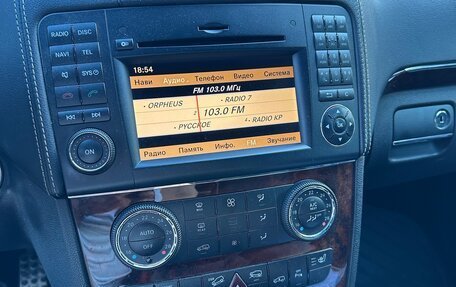 RADIO DISC
NAVI TEL
SYS
18:54
Нави Аудио Телефон Видео Система
FM 103.0 МГц
· ORPHEUS · RADIO 7
103.0 FM
· РУССКОЕ · RADIO KP
Радио Память Инфо. FM Звучание
ON
AUTO
OFF